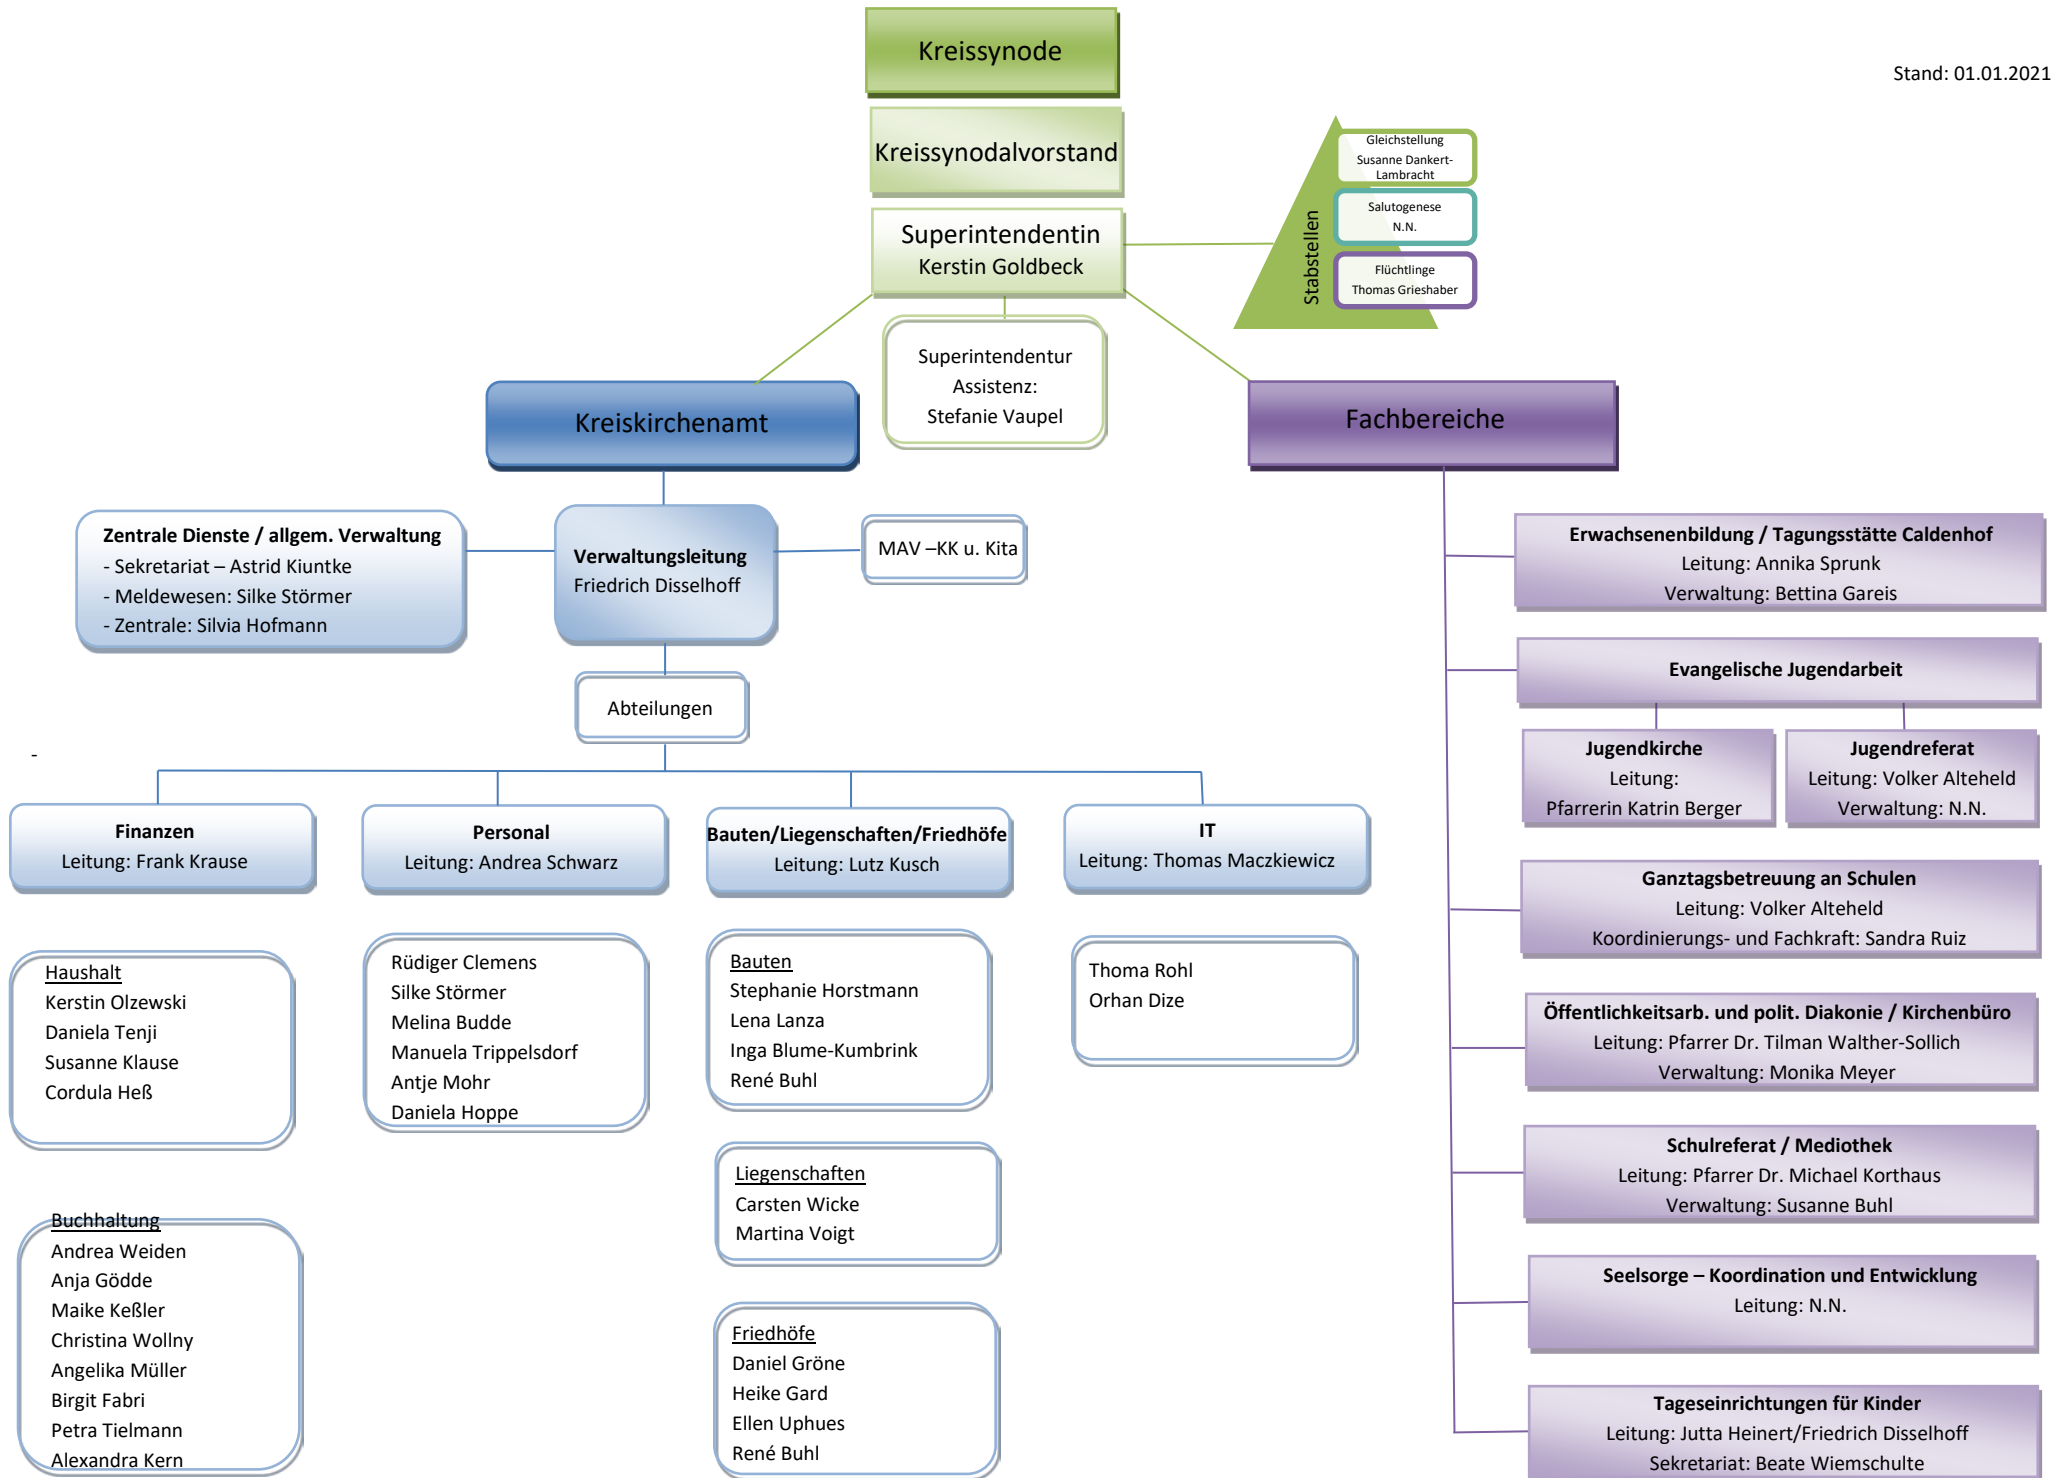 Kreissynode
Stand: 01.01.2021
Kreissynodalvorstand
Gleichstellung
Susanne Dankert-
Lambracht
Salutogenese
N.N.
Flüchtlinge
Thomas Grieshaber
Stabstellen
Superintendentin
Kerstin Goldbeck
Superintendentur
Assistenz:
Stefanie Vaupel
Kreiskirchenamt
Fachbereiche
Zentrale Dienste / allgem. Verwaltung
- Sekretariat – Astrid Kiuntke
- Meldewesen: Silke Störmer
- Zentrale: Silvia Hofmann
Verwaltungsleitung
Friedrich Disselhoff
MAV –KK u. Kita
Abteilungen
-
Finanzen
Leitung: Frank Krause
Personal
Leitung: Andrea Schwarz
Bauten/Liegenschaften/Friedhöfe
Leitung: Lutz Kusch
IT
Leitung: Thomas Maczkiewicz
Haushalt
Kerstin Olzewski
Daniela Tenji
Susanne Klause
Cordula Heß
Buchhaltung
Andrea Weiden
Anja Gödde
Maike Keßler
Christina Wollny
Angelika Müller
Birgit Fabri
Petra Tielmann
Alexandra Kern
Rüdiger Clemens
Silke Störmer
Melina Budde
Manuela Trippelsdorf
Antje Mohr
Daniela Hoppe
Bauten
Stephanie Horstmann
Lena Lanza
Inga Blume-Kumbrink
René Buhl
Liegenschaften
Carsten Wicke
Martina Voigt
Friedhöfe
Daniel Gröne
Heike Gard
Ellen Uphues
René Buhl
Thoma Rohl
Orhan Dize
Erwachsenenbildung / Tagungsstätte Caldenhof
Leitung: Annika Sprunk
Verwaltung: Bettina Gareis
Evangelische Jugendarbeit
Jugendkirche
Leitung:
Pfarrerin Katrin Berger
Jugendreferat
Leitung: Volker Alteheld
Verwaltung: N.N.
Ganztagsbetreuung an Schulen
Leitung: Volker Alteheld
Koordinierungs- und Fachkraft: Sandra Ruiz
Öffentlichkeitsarb. und polit. Diakonie / Kirchenbüro
Leitung: Pfarrer Dr. Tilman Walther-Sollich
Verwaltung: Monika Meyer
Schulreferat / Mediothek
Leitung: Pfarrer Dr. Michael Korthaus
Verwaltung: Susanne Buhl
Seelsorge – Koordination und Entwicklung
Leitung: N.N.
Tageseinrichtungen für Kinder
Leitung: Jutta Heinert/Friedrich Disselhoff
Sekretariat: Beate Wiemschulte